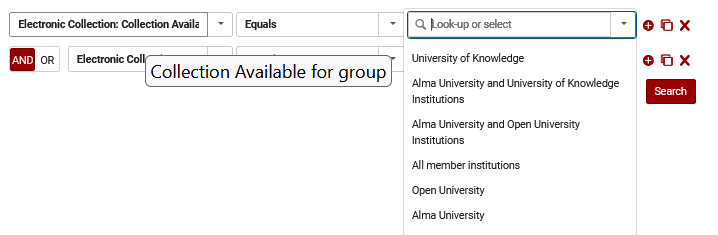 Electronic Collection: Collection Availa
Equals
Look-up or select
AND OR
Electronic Coll
Collection Available for group
University of Knowledge
Alma University and University of Knowledge
Institutions
Alma University and Open University
Institutions
All member institutions
Open University
Alma University
Search